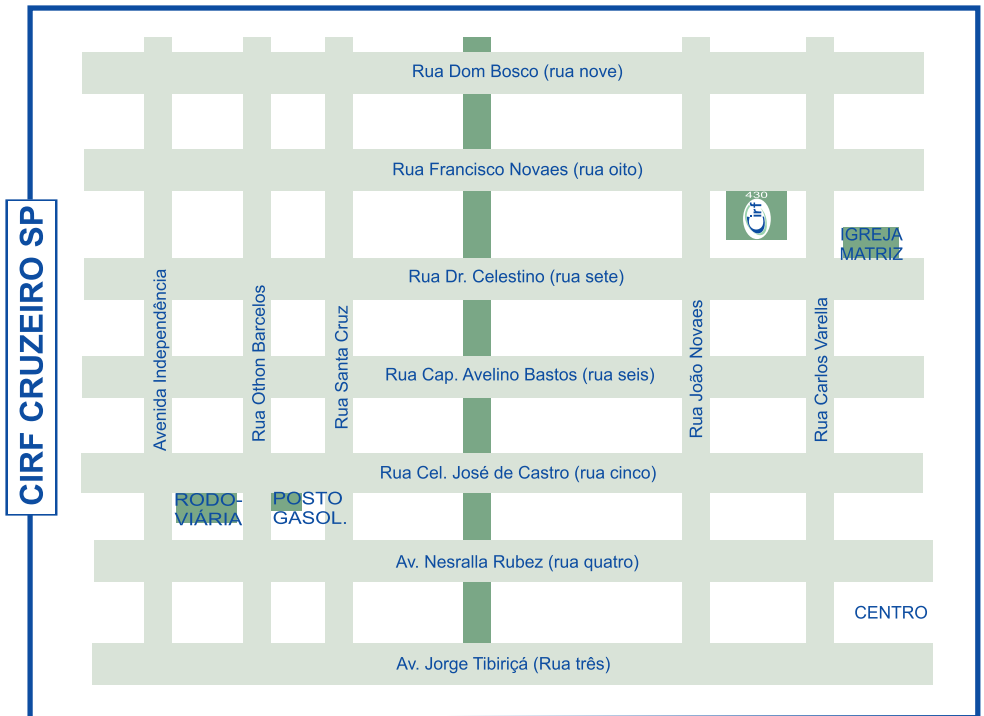 CIRF CRUZEIRO SP
Rua Dom Bosco (rua nove)
Rua Francisco Novaes (rua oito)
430
Cirf
IGREJA
MATRIZ
Rua Dr. Celestino (rua sete)
Avenida Independência
Rua Othon Barcelos
Rua Santa Cruz
Rua João Novaes
Rua Carlos Varella
Rua Cap. Avelino Bastos (rua seis)
Rua Cel. José de Castro (rua cinco)
RODO-
VIÁRIA
POSTO
GASOL.
Av. Nesralla Rubez (rua quatro)
CENTRO
Av. Jorge Tibiriçá (Rua três)